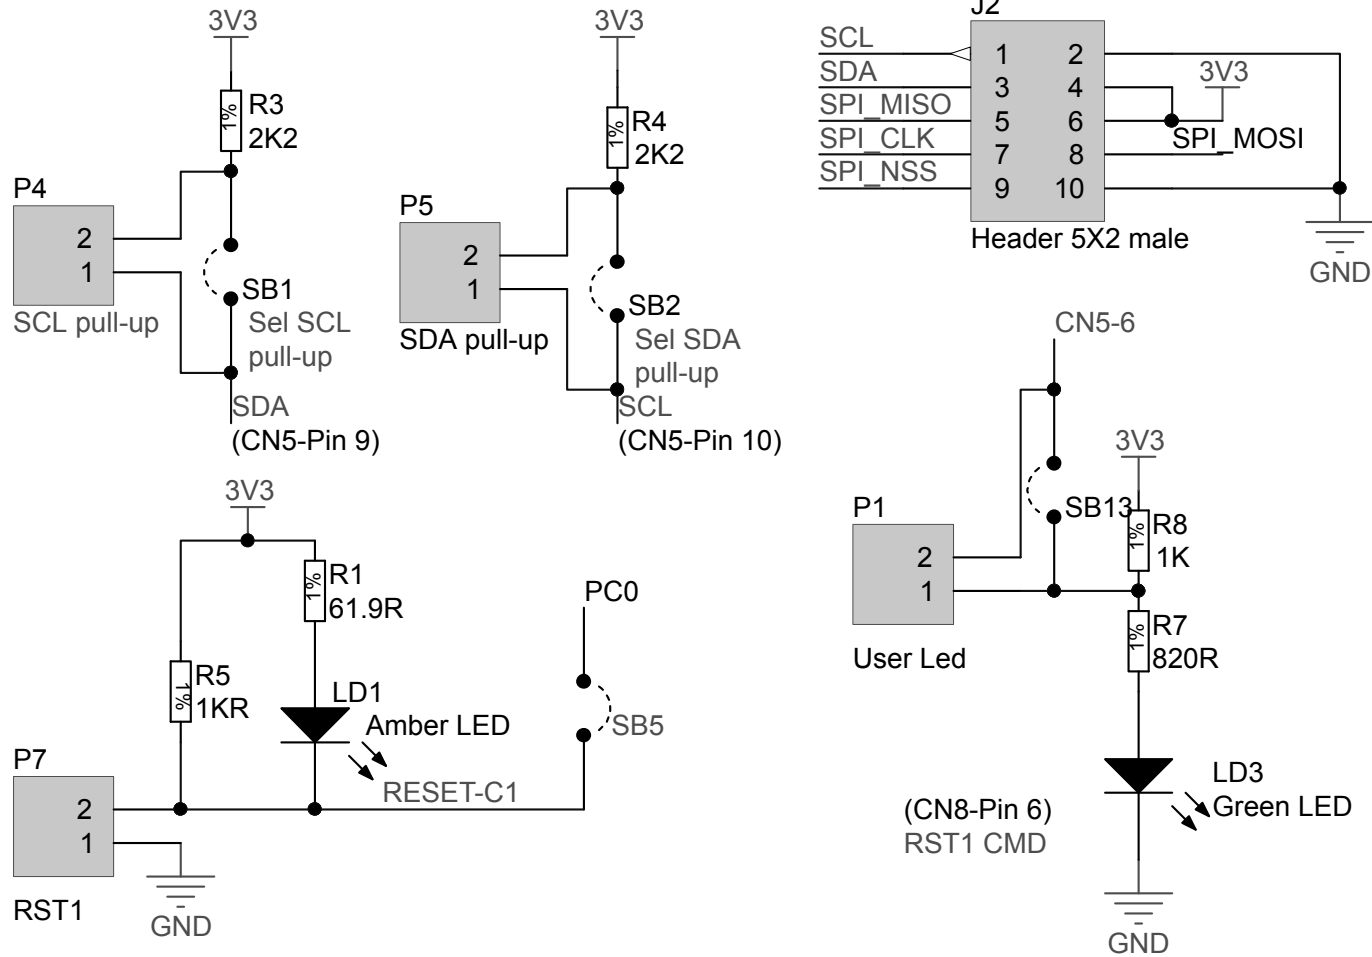 3V3
R3
1%
2K2
P4
2
1
SCL pull-up
SB1
Sel SCL
pull-up
SDA
(CN5-Pin 9)
3V3
R4
1%
2K2
P5
2
1
SDA pull-up
SB2
Sel SDA
pull-up
SCL
(CN5-Pin 10)
J2
SCL 1 2
SDA 3 4 3V3
SPI_MISO 5 6
SPI_CLK 7 8 SPI_MOSI
SPI_NSS 9 10
Header 5X2 male
GND
3V3
R1
1%
61.9R
R5
1%
1KR
LD1
Amber LED
RESET-C1
PC0
SB5
P7
2
1
RST1
GND
CN5-6
3V3
P1
SB13
R8
1%
1K
2
1
User Led
R7
1%
820R
LD3
Green LED
(CN8-Pin 6)
RST1 CMD
GND